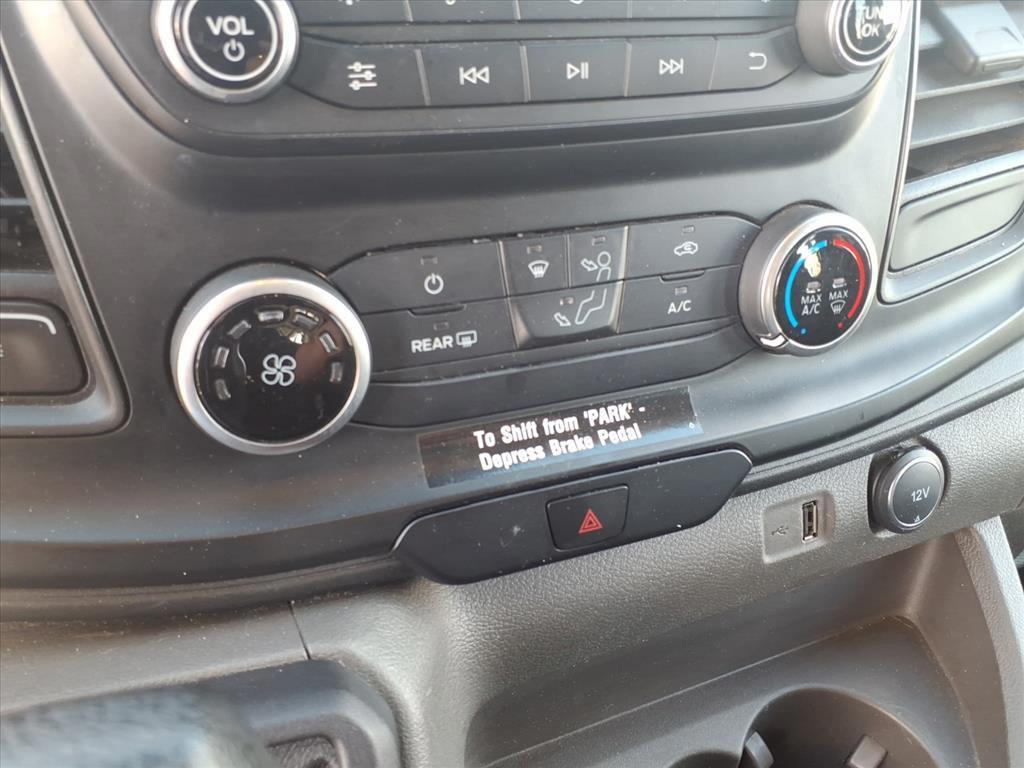 VOL
TUNE
OK
REAR
A/C
MAX
A/C
MAX
To Shift from 'PARK' -
Depress Brake Pedal
12V